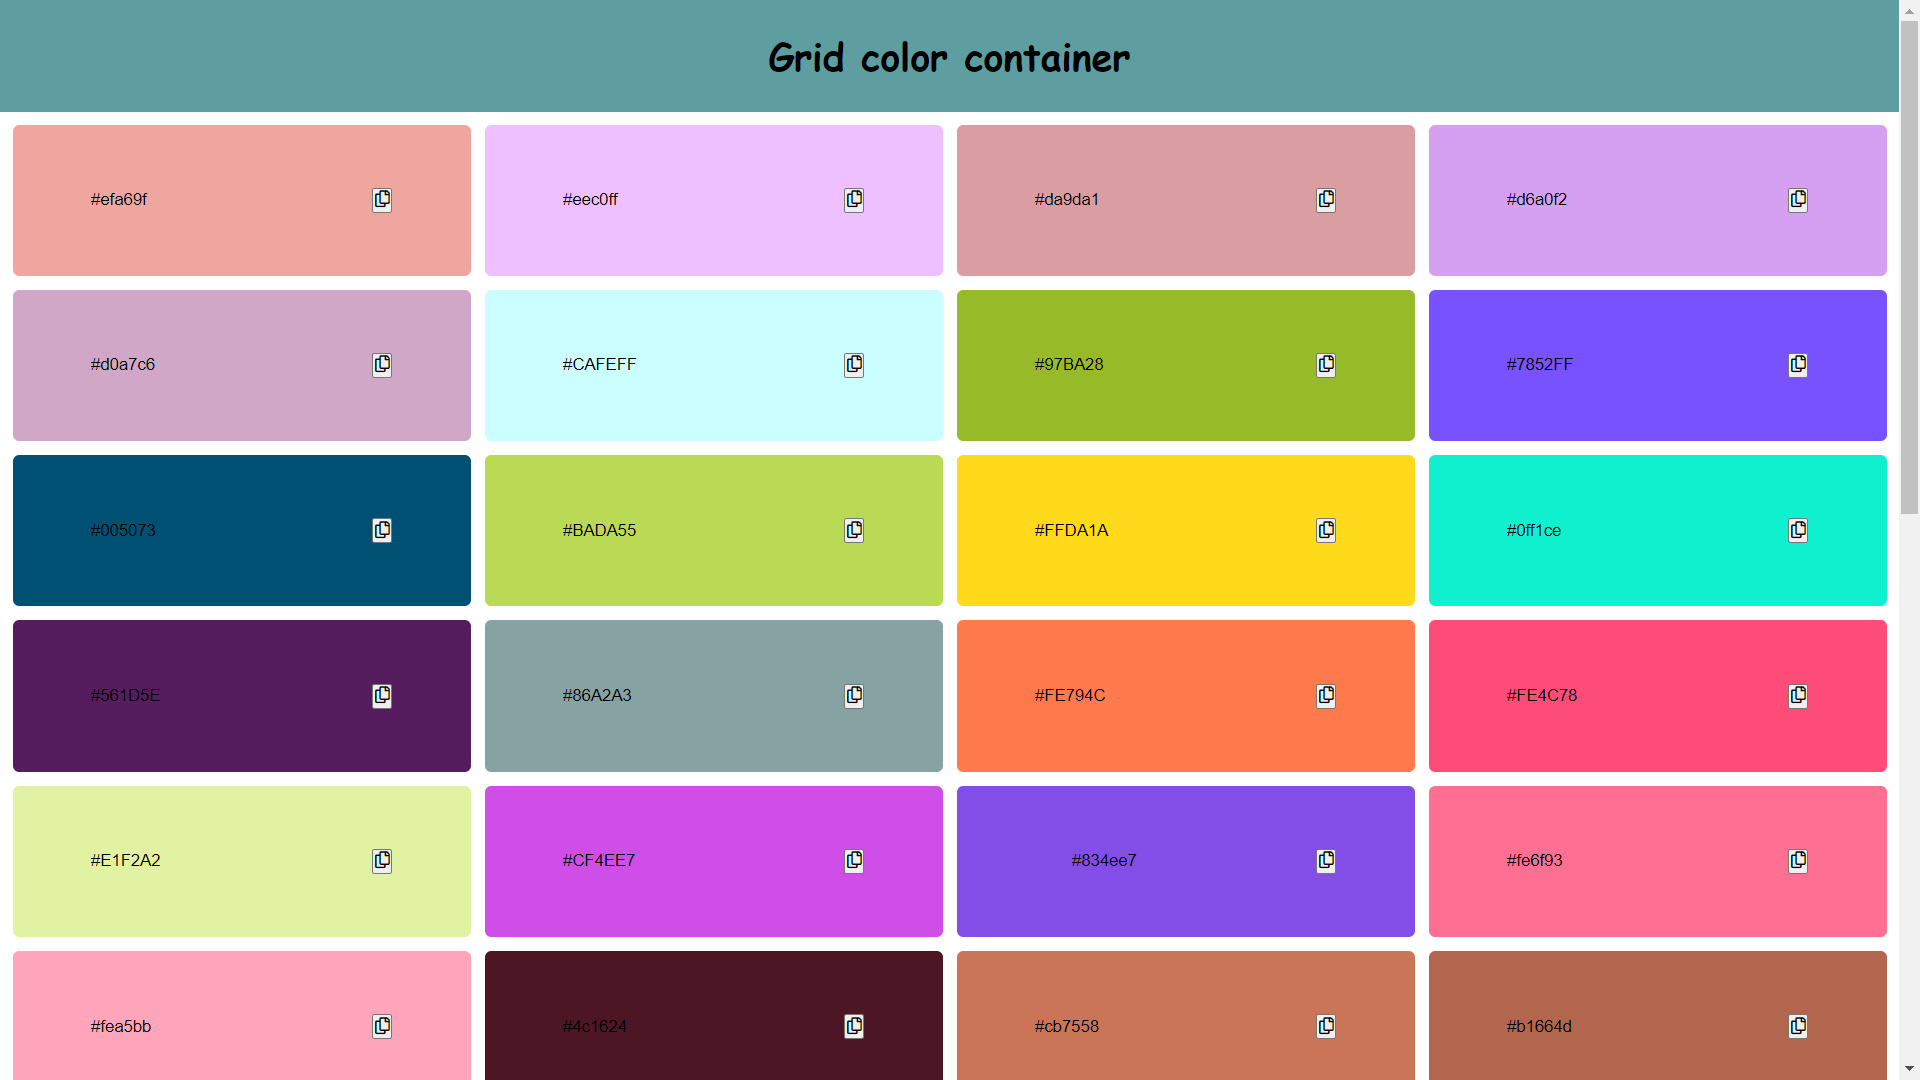 Grid color container
#efa69f #eec0ff #da9da1 #d6a0f2
#d0a7c6 #CAFEFF #97BA28 #7852FF
#005073 #BADA55 #FFDA1A #0ff1ce
#561D5E #86A2A3 #FE794C #FE4C78
#E1F2A2 #CF4EE7 #834ee7 #fe6f93
#fea5bb #4c1624 #cb7558 #b1664d